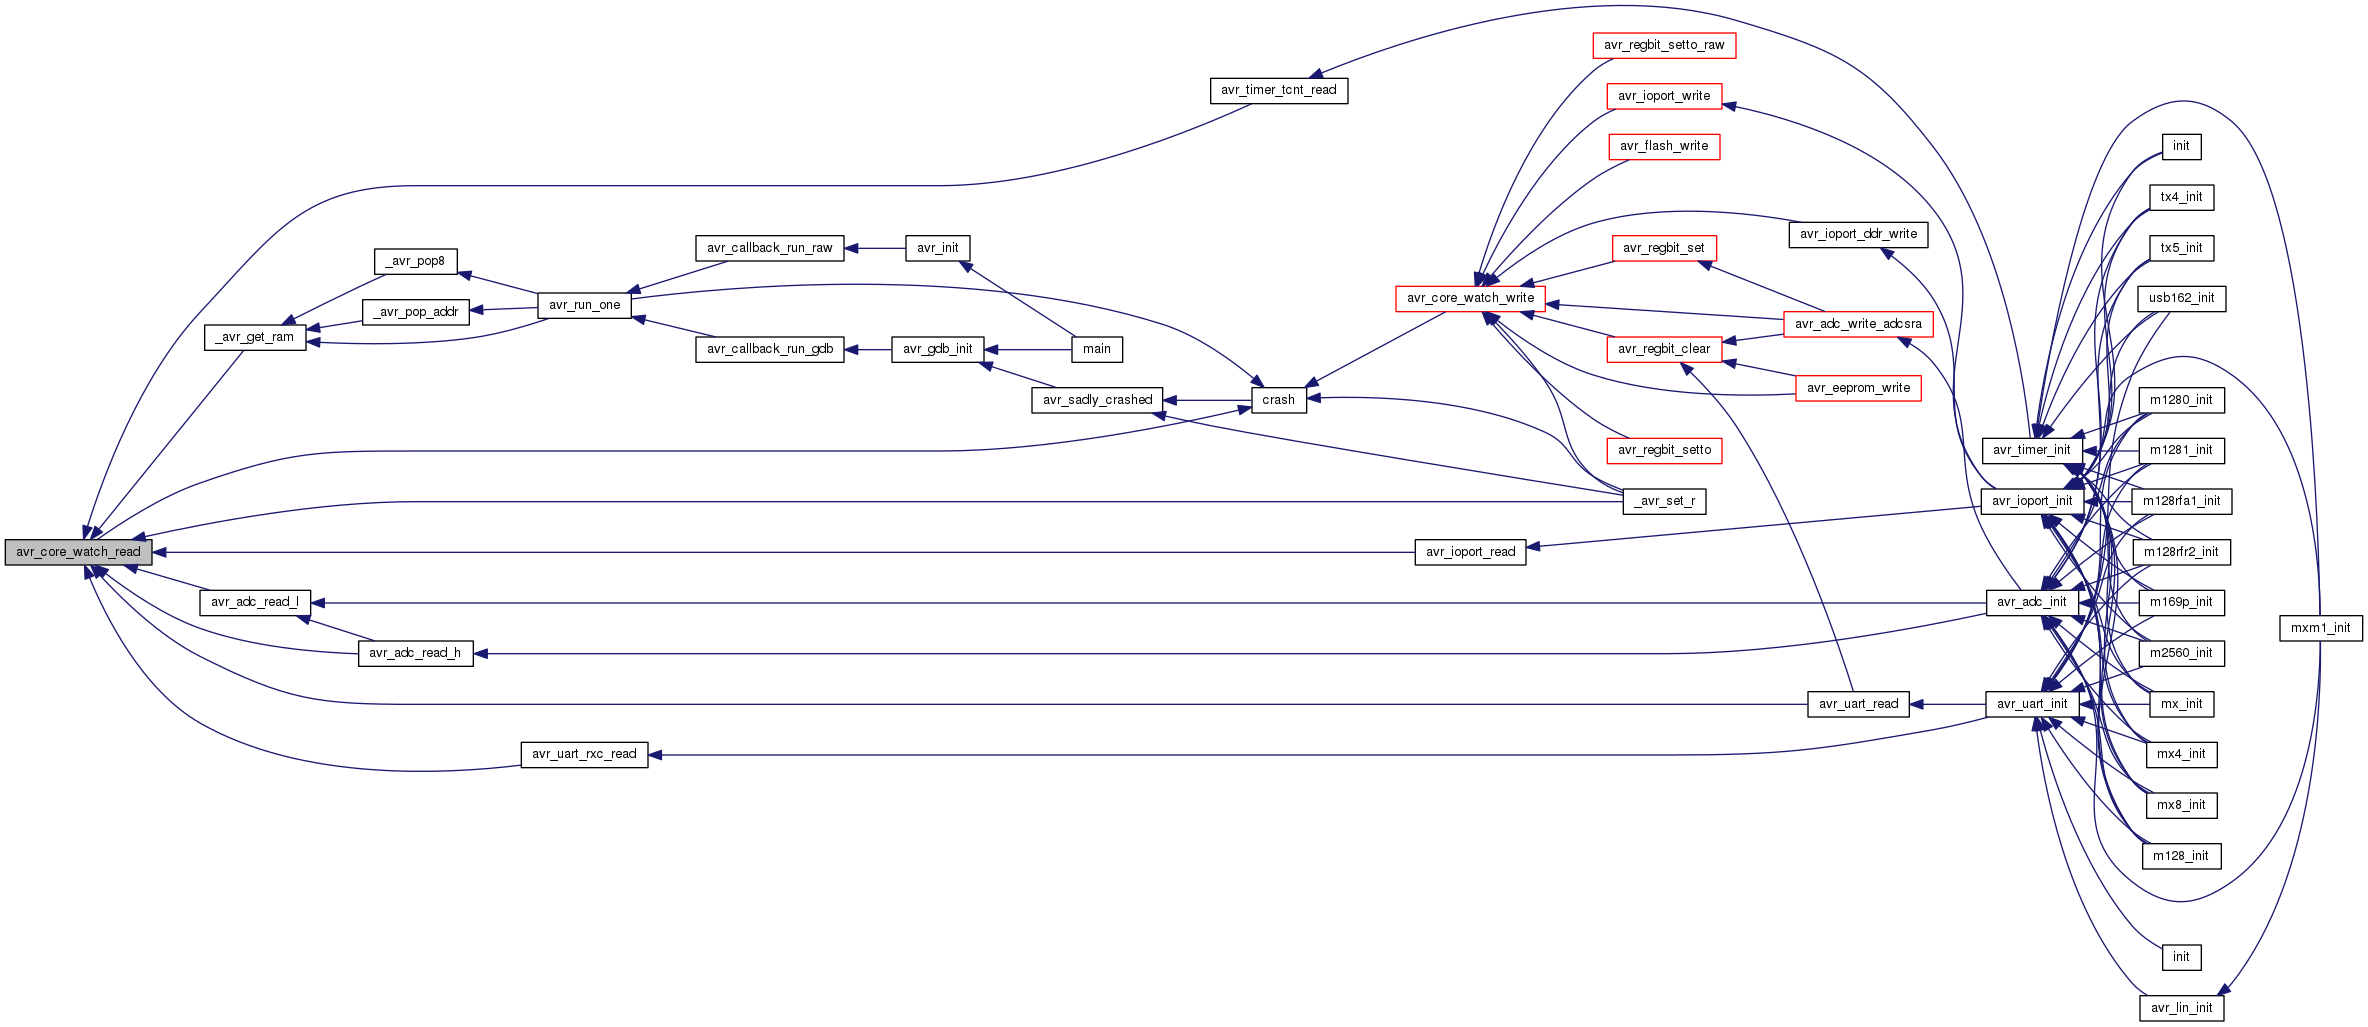 avr_regbit_setto_raw
avr_timer_tcnt_read
avr_ioport_write
avr_flash_write
init
tx4_init
avr_ioport_ddr_write
_avr_pop8
avr_callback_run_raw
avr_init
avr_regbit_set
tx5_init
_avr_pop_addr
avr_run_one
avr_core_watch_write
usb162_init
_avr_get_ram
avr_adc_write_adcsra
avr_callback_run_gdb
avr_gdb_init
main
avr_regbit_clear
avr_eeprom_write
avr_sadly_crashed
crash
m1280_init
avr_regbit_setto
avr_timer_init
m1281_init
_avr_set_r
avr_ioport_init
m128rfa1_init
avr_core_watch_read
avr_ioport_read
m128rfr2_init
avr_adc_read_l
avr_adc_init
m169p_init
mxm1_init
avr_adc_read_h
m2560_init
avr_uart_read
avr_uart_init
mx_init
avr_uart_rxc_read
mx4_init
mx8_init
m128_init
init
avr_lin_init